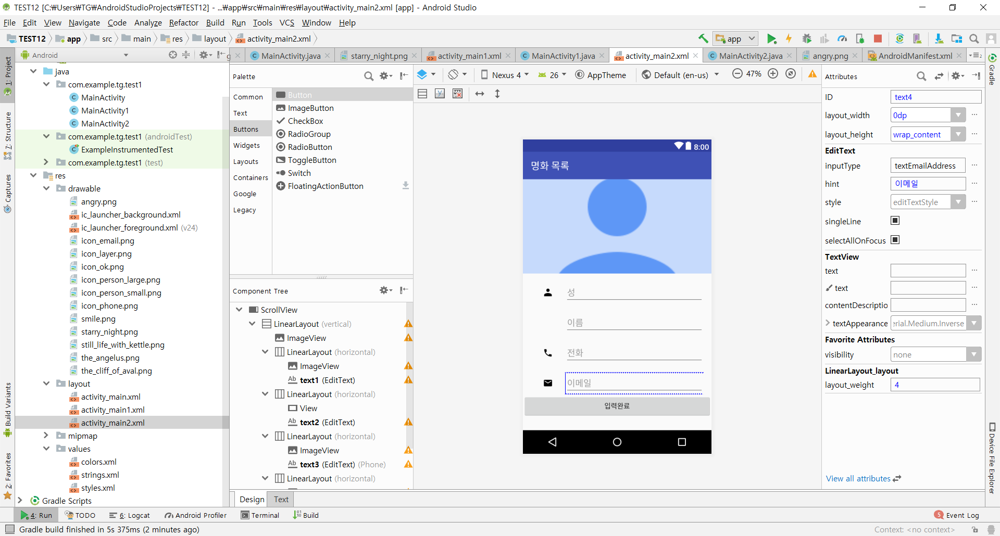 TEST12 [C:₩Users₩TG₩AndroidStudioProjects₩TEST12] - ...₩app₩src₩main₩res₩layout₩activity_main2.xml [app] - Android Studio
File Edit View Navigate Code Analyze Refactor Build Run Tools VCS Window Help
TEST12 app src main res layout activity_main2.xml
app
Android
g MainActivity.java starry_night.png activity_main1.xml MainActivity1.java activity_main2.xml MainActivity2.java angry.png AndroidManifest.xml 2
1: Project
7: Structure
Captures
Build Variants
2: Favorites
java
com.example.tg.test1
MainActivity
MainActivity1
MainActivity2
com.example.tg.test1 (androidTest)
ExampleInstrumentedTest
com.example.tg.test1 (test)
res
drawable
angry.png
ic_launcher_background.xml
ic_launcher_foreground.xml (v24)
icon_email.png
icon_layer.png
icon_ok.png
icon_person_large.png
icon_person_small.png
icon_phone.png
smile.png
starry_night.png
still_life_with_kettle.png
the_angelus.png
the_cliff_of_aval.png
layout
activity_main.xml
activity_main1.xml
activity_main2.xml
mipmap
values
colors.xml
strings.xml
styles.xml
Gradle Scripts
Palette
Common
Text
Buttons
Widgets
Layouts
Containers
Google
Legacy
Button
ImageButton
CheckBox
RadioGroup
RadioButton
ToggleButton
Switch
FloatingActionButton
Component Tree
ScrollView
LinearLayout (vertical)
ImageView
LinearLayout (horizontal)
ImageView
Ab text1 (EditText)
LinearLayout (horizontal)
View
Ab text2 (EditText)
LinearLayout (horizontal)
ImageView
Ab text3 (EditText) (Phone)
LinearLayout (horizontal)
Design Text
Nexus 4 26 AppTheme Default (en-us) 47%
8:00
명화 목록
성
이름
전화
이메일
입력완료
Attributes
ID text4
layout_width 0dp ...
layout_height wrap_content ...
EditText
inputType textEmailAddress ...
hint 이메일 ...
style editTextStyle ...
singleLine
selectAllOnFocus
TextView
text ...
text ...
contentDescriptio ...
textAppearance erial.Medium.Inverse
Favorite Attributes
visibility none
LinearLayout_layout
layout_weight 4
View all attributes
Gradle
Device File Explorer
4: Run TODO 6: Logcat Android Profiler Terminal Build 5 Event Log
Gradle build finished in 5s 375ms (2 minutes ago) Context: <no context>